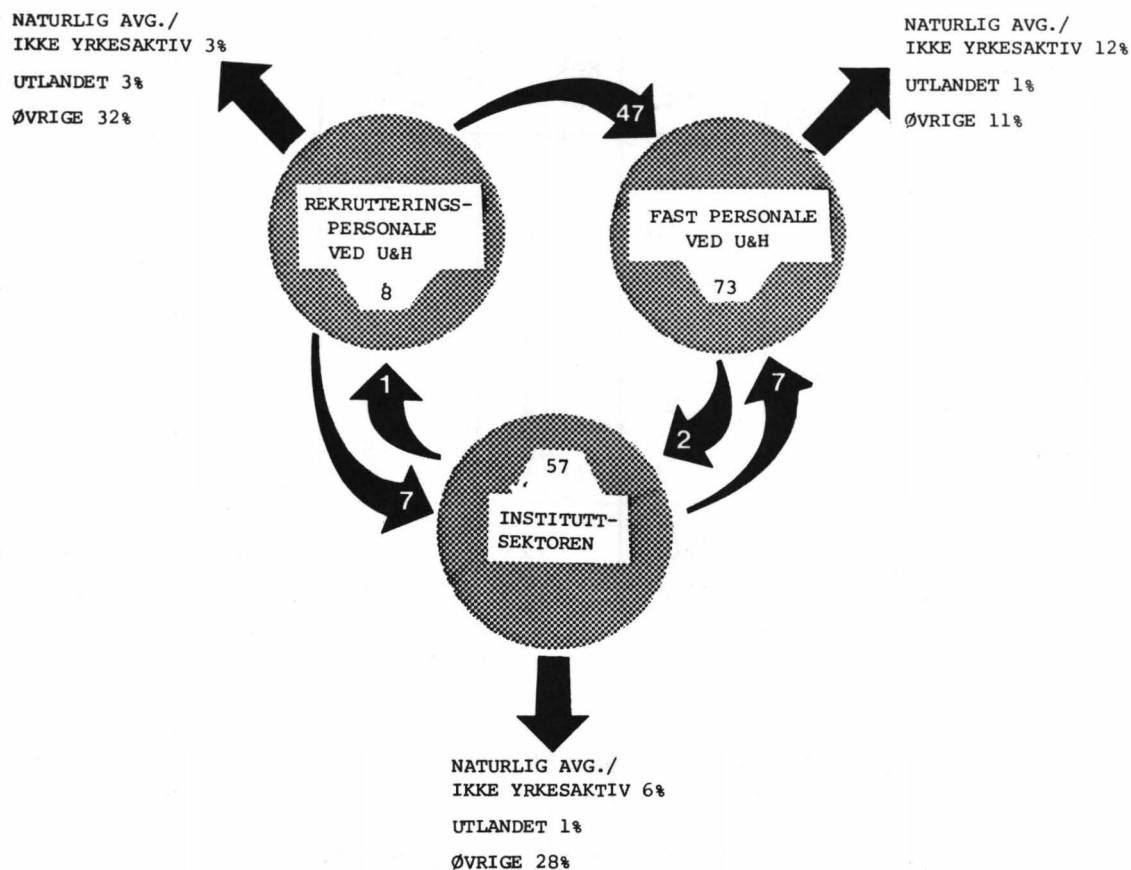 NATURLIG AVG./
IKKE YRKESAKTIV 3%
UTLANDET 3%
ØVRIGE 32%
NATURLIG AVG./
IKKE YRKESAKTIV 12%
UTLANDET 1%
ØVRIGE 11%
47
REKRUTTERINGS-
PERSONALE
VED U&H
8
FAST PERSONALE
VED U&H
73
1
7
2
7
57
INSTITUTT-
SEKTOREN
NATURLIG AVG./
IKKE YRKESAKTIV 6%
UTLANDET 1%
ØVRIGE 28%